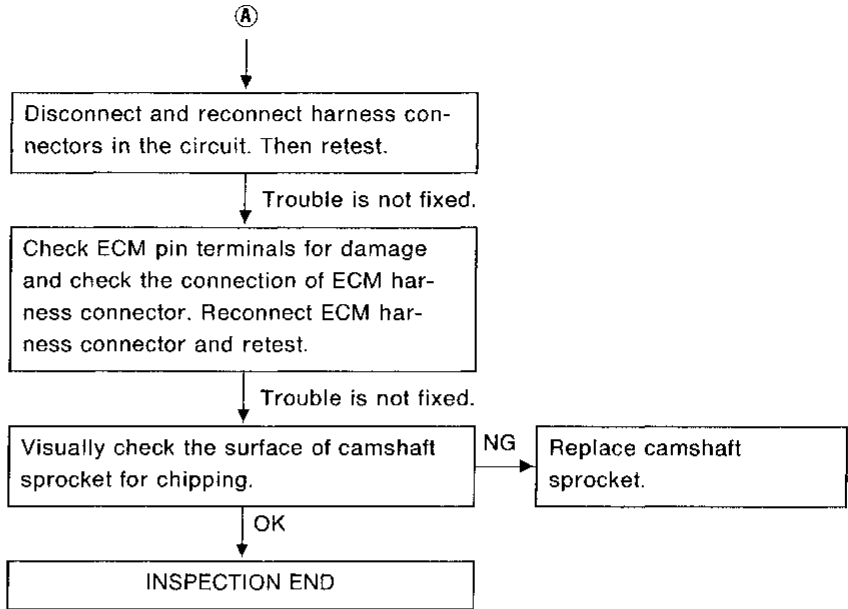 A
Disconnect and reconnect harness con-
nectors in the circuit. Then retest.
Trouble is not fixed.
Check ECM pin terminals for damage
and check the connection of ECM har-
ness connector. Reconnect ECM har-
ness connector and retest.
Trouble is not fixed.
Visually check the surface of camshaft
sprocket for chipping.
NG
Replace camshaft
sprocket.
OK
INSPECTION END